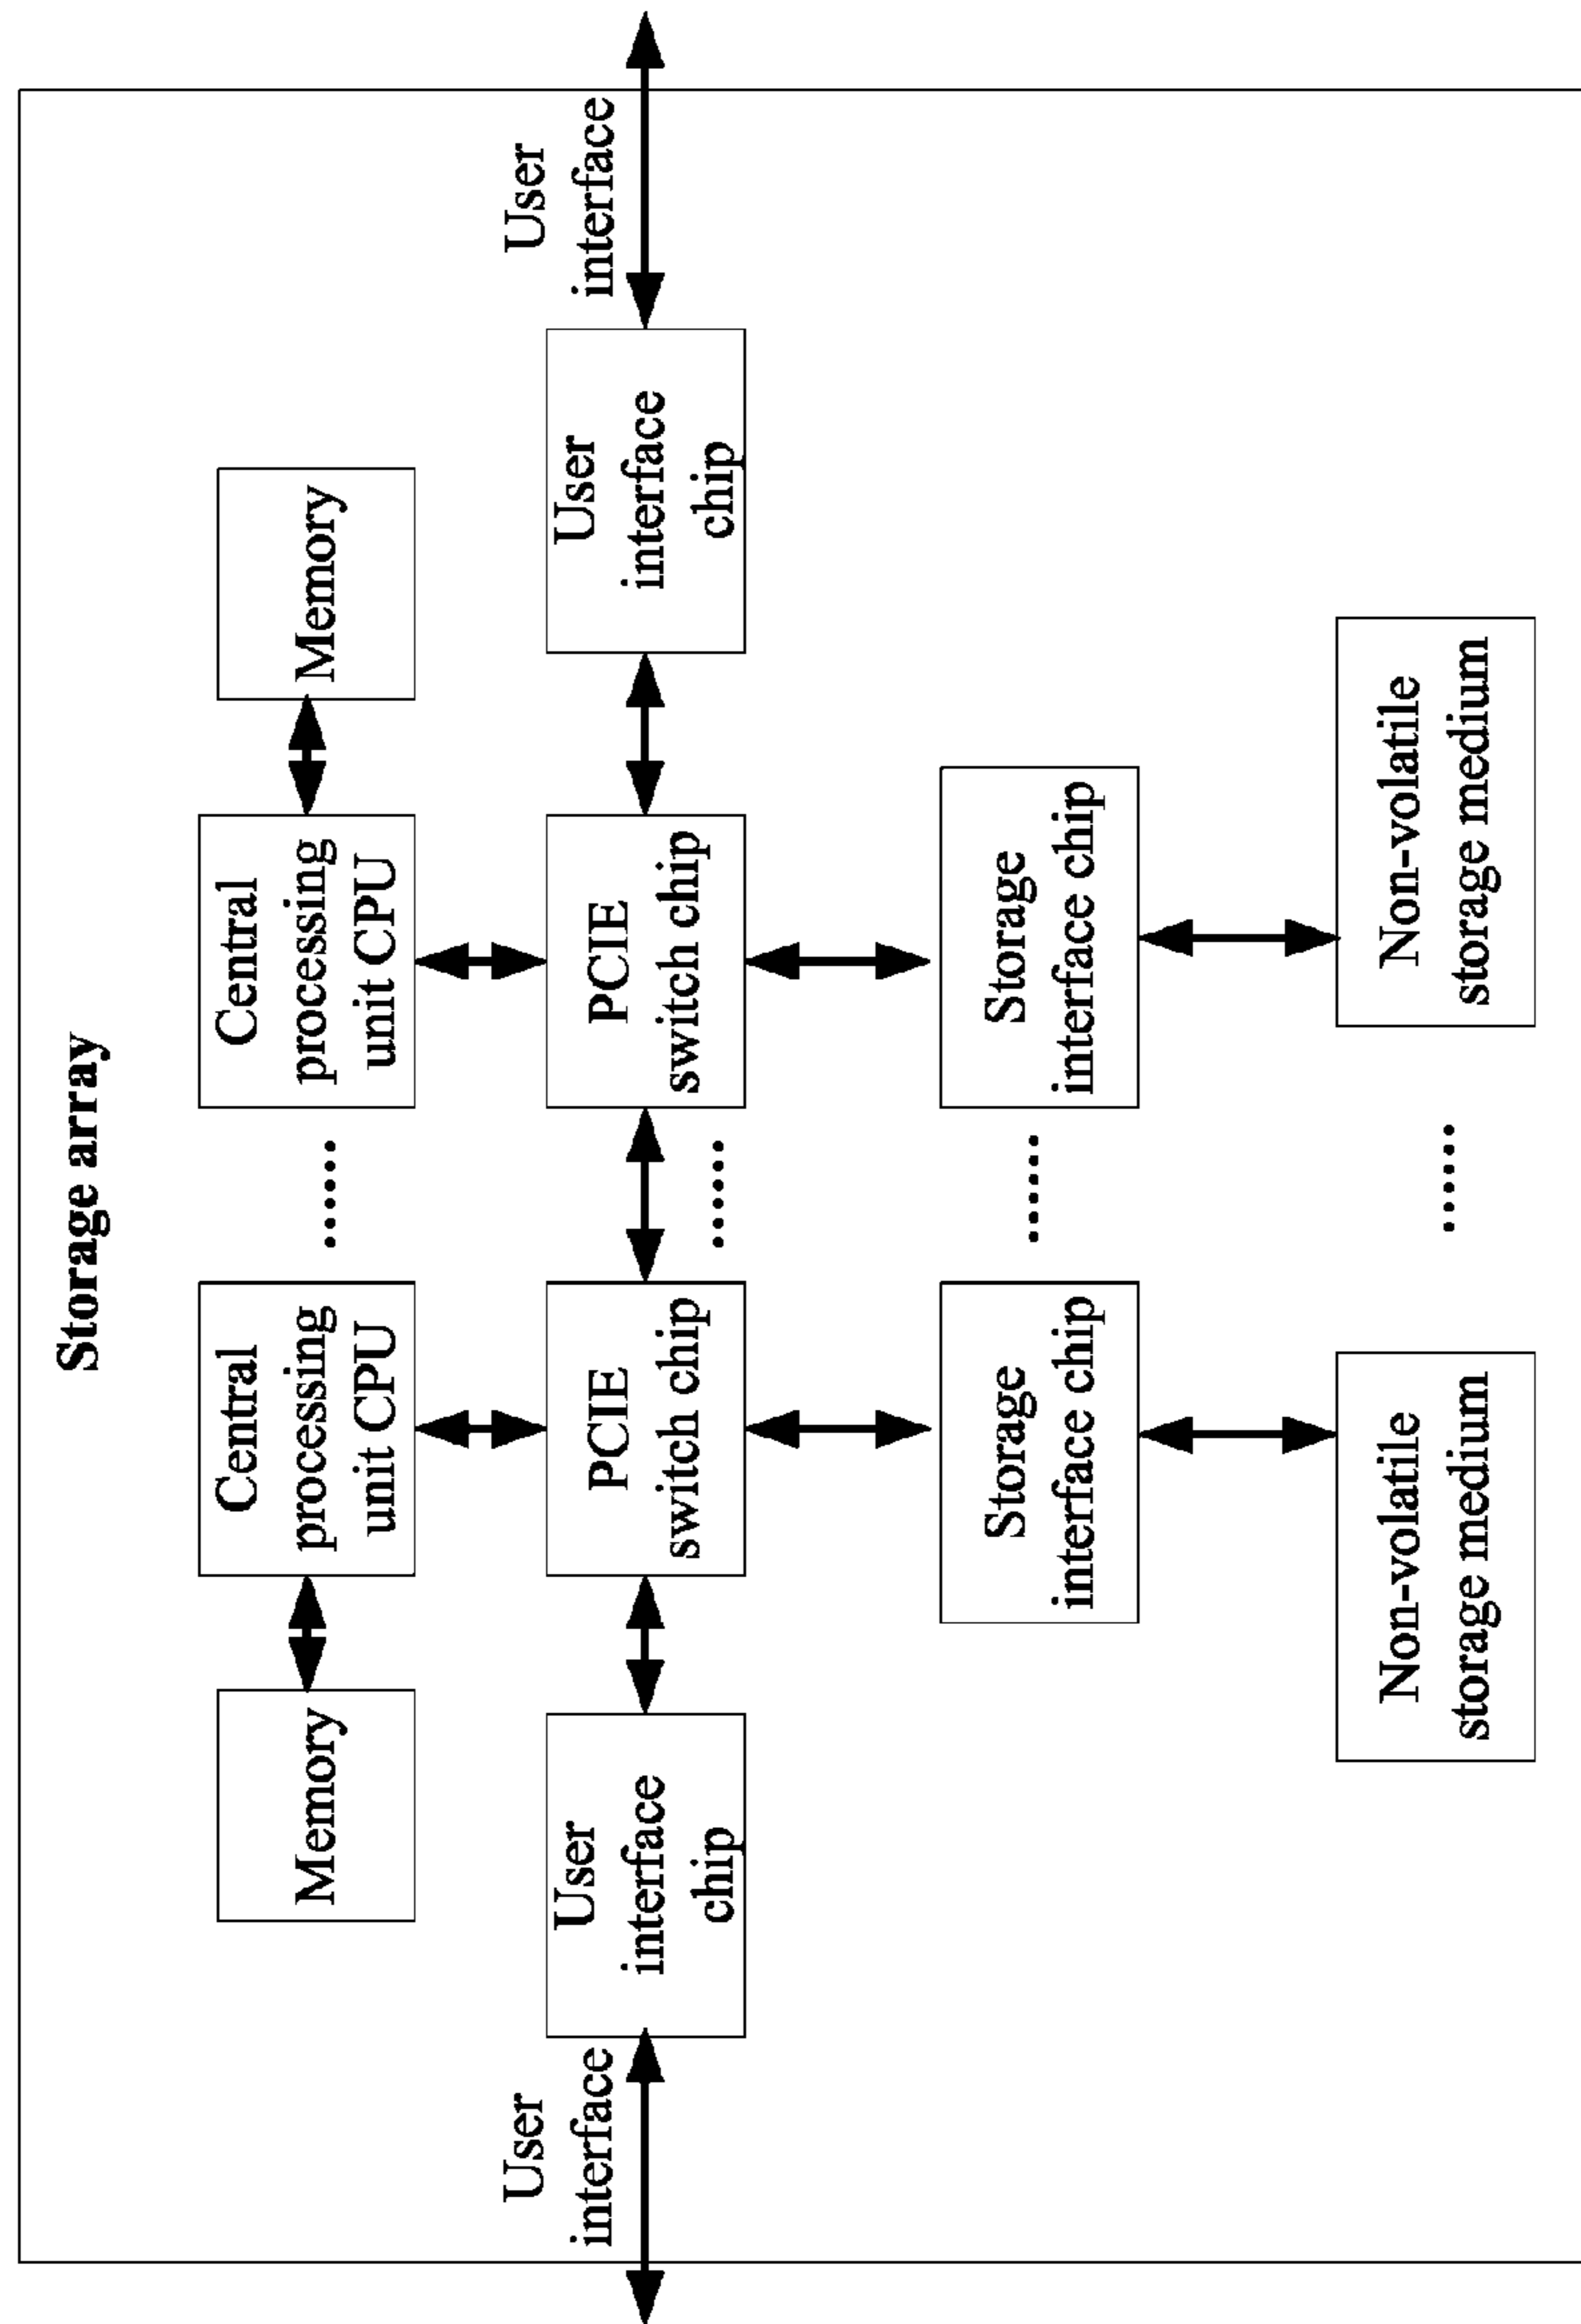 Storage array
Memory
Central
processing
unit CPU
......
Central
processing
unit CPU
Memory
User
interface
User
interface
chip
PCIE
switch chip
......
PCIE
switch chip
User
interface
chip
User
interface
Storage
interface chip
......
Storage
interface chip
Non-volatile
storage medium
......
Non-volatile
storage medium